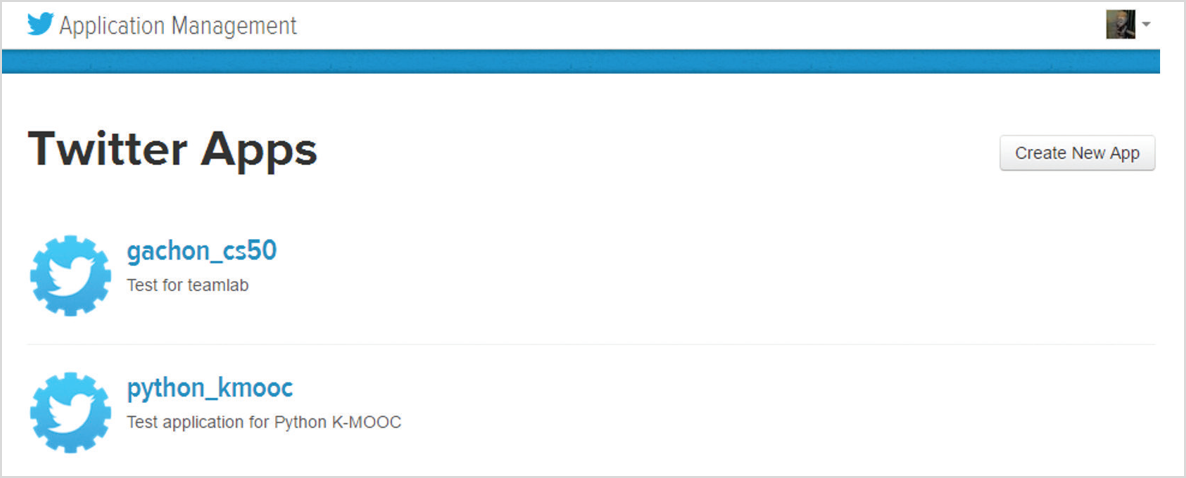 Application Management
Twitter Apps
Create New App
gachon_cs50
Test for teamlab
python_kmooc
Test application for Python K-MOOC